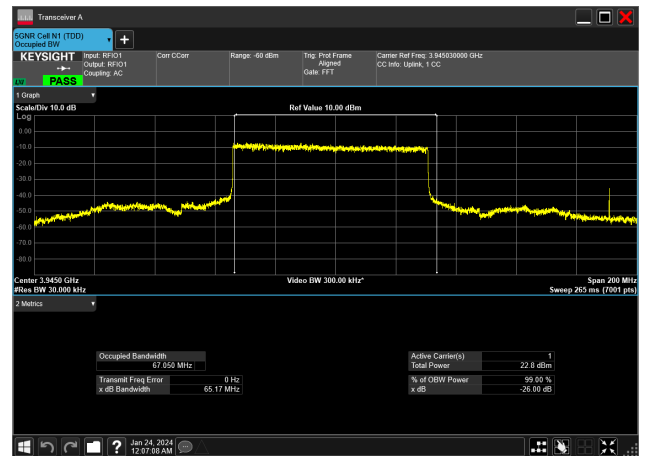 Transceiver A
5GNR Cell N1 (TDD)
Occupied BW
KEYSIGHT
LW
PASS
Input: RFIO1
Output: RFIO1
Coupling: AC
Corr CCorr
Range: -60 dBm
Trig: Prot Frame
Aligned
Gate: FFT
Carrier Ref Freq: 3.945030000 GHz
CC Info: Uplink, 1 CC
1 Graph
Scale/Div 10.0 dB
Ref Value 10.00 dBm
Log
0.00
-10.0
-20.0
-30.0
-40.0
-50.0
-60.0
-70.0
-80.0
Center 3.9450 GHz
Video BW 300.00 kHz*
Span 200 MHz
#Res BW 30.000 kHz
Sweep 265 ms (7001 pts)
2 Metrics
Occupied Bandwidth
67.050 MHz
Active Carrier(s) 1
Total Power 22.8 dBm
Transmit Freq Error 0 Hz
x dB Bandwidth 65.17 MHz
% of OBW Power 99.00 %
x dB -26.00 dB
?
Jan 24, 2024
12:07:08 AM